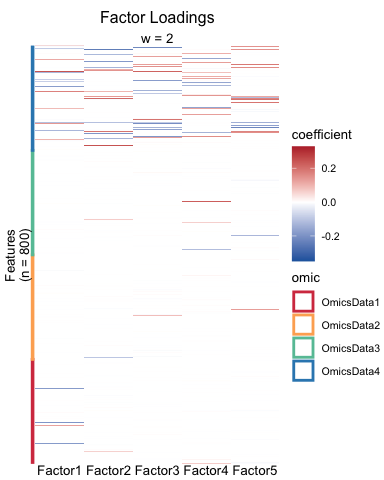 Factor Loadings
w = 2
Features
(n = 800)
Factor1 Factor2 Factor3 Factor4 Factor5
coefficient
0.2
0.0
-0.2
omic
OmicsData1
OmicsData2
OmicsData3
OmicsData4